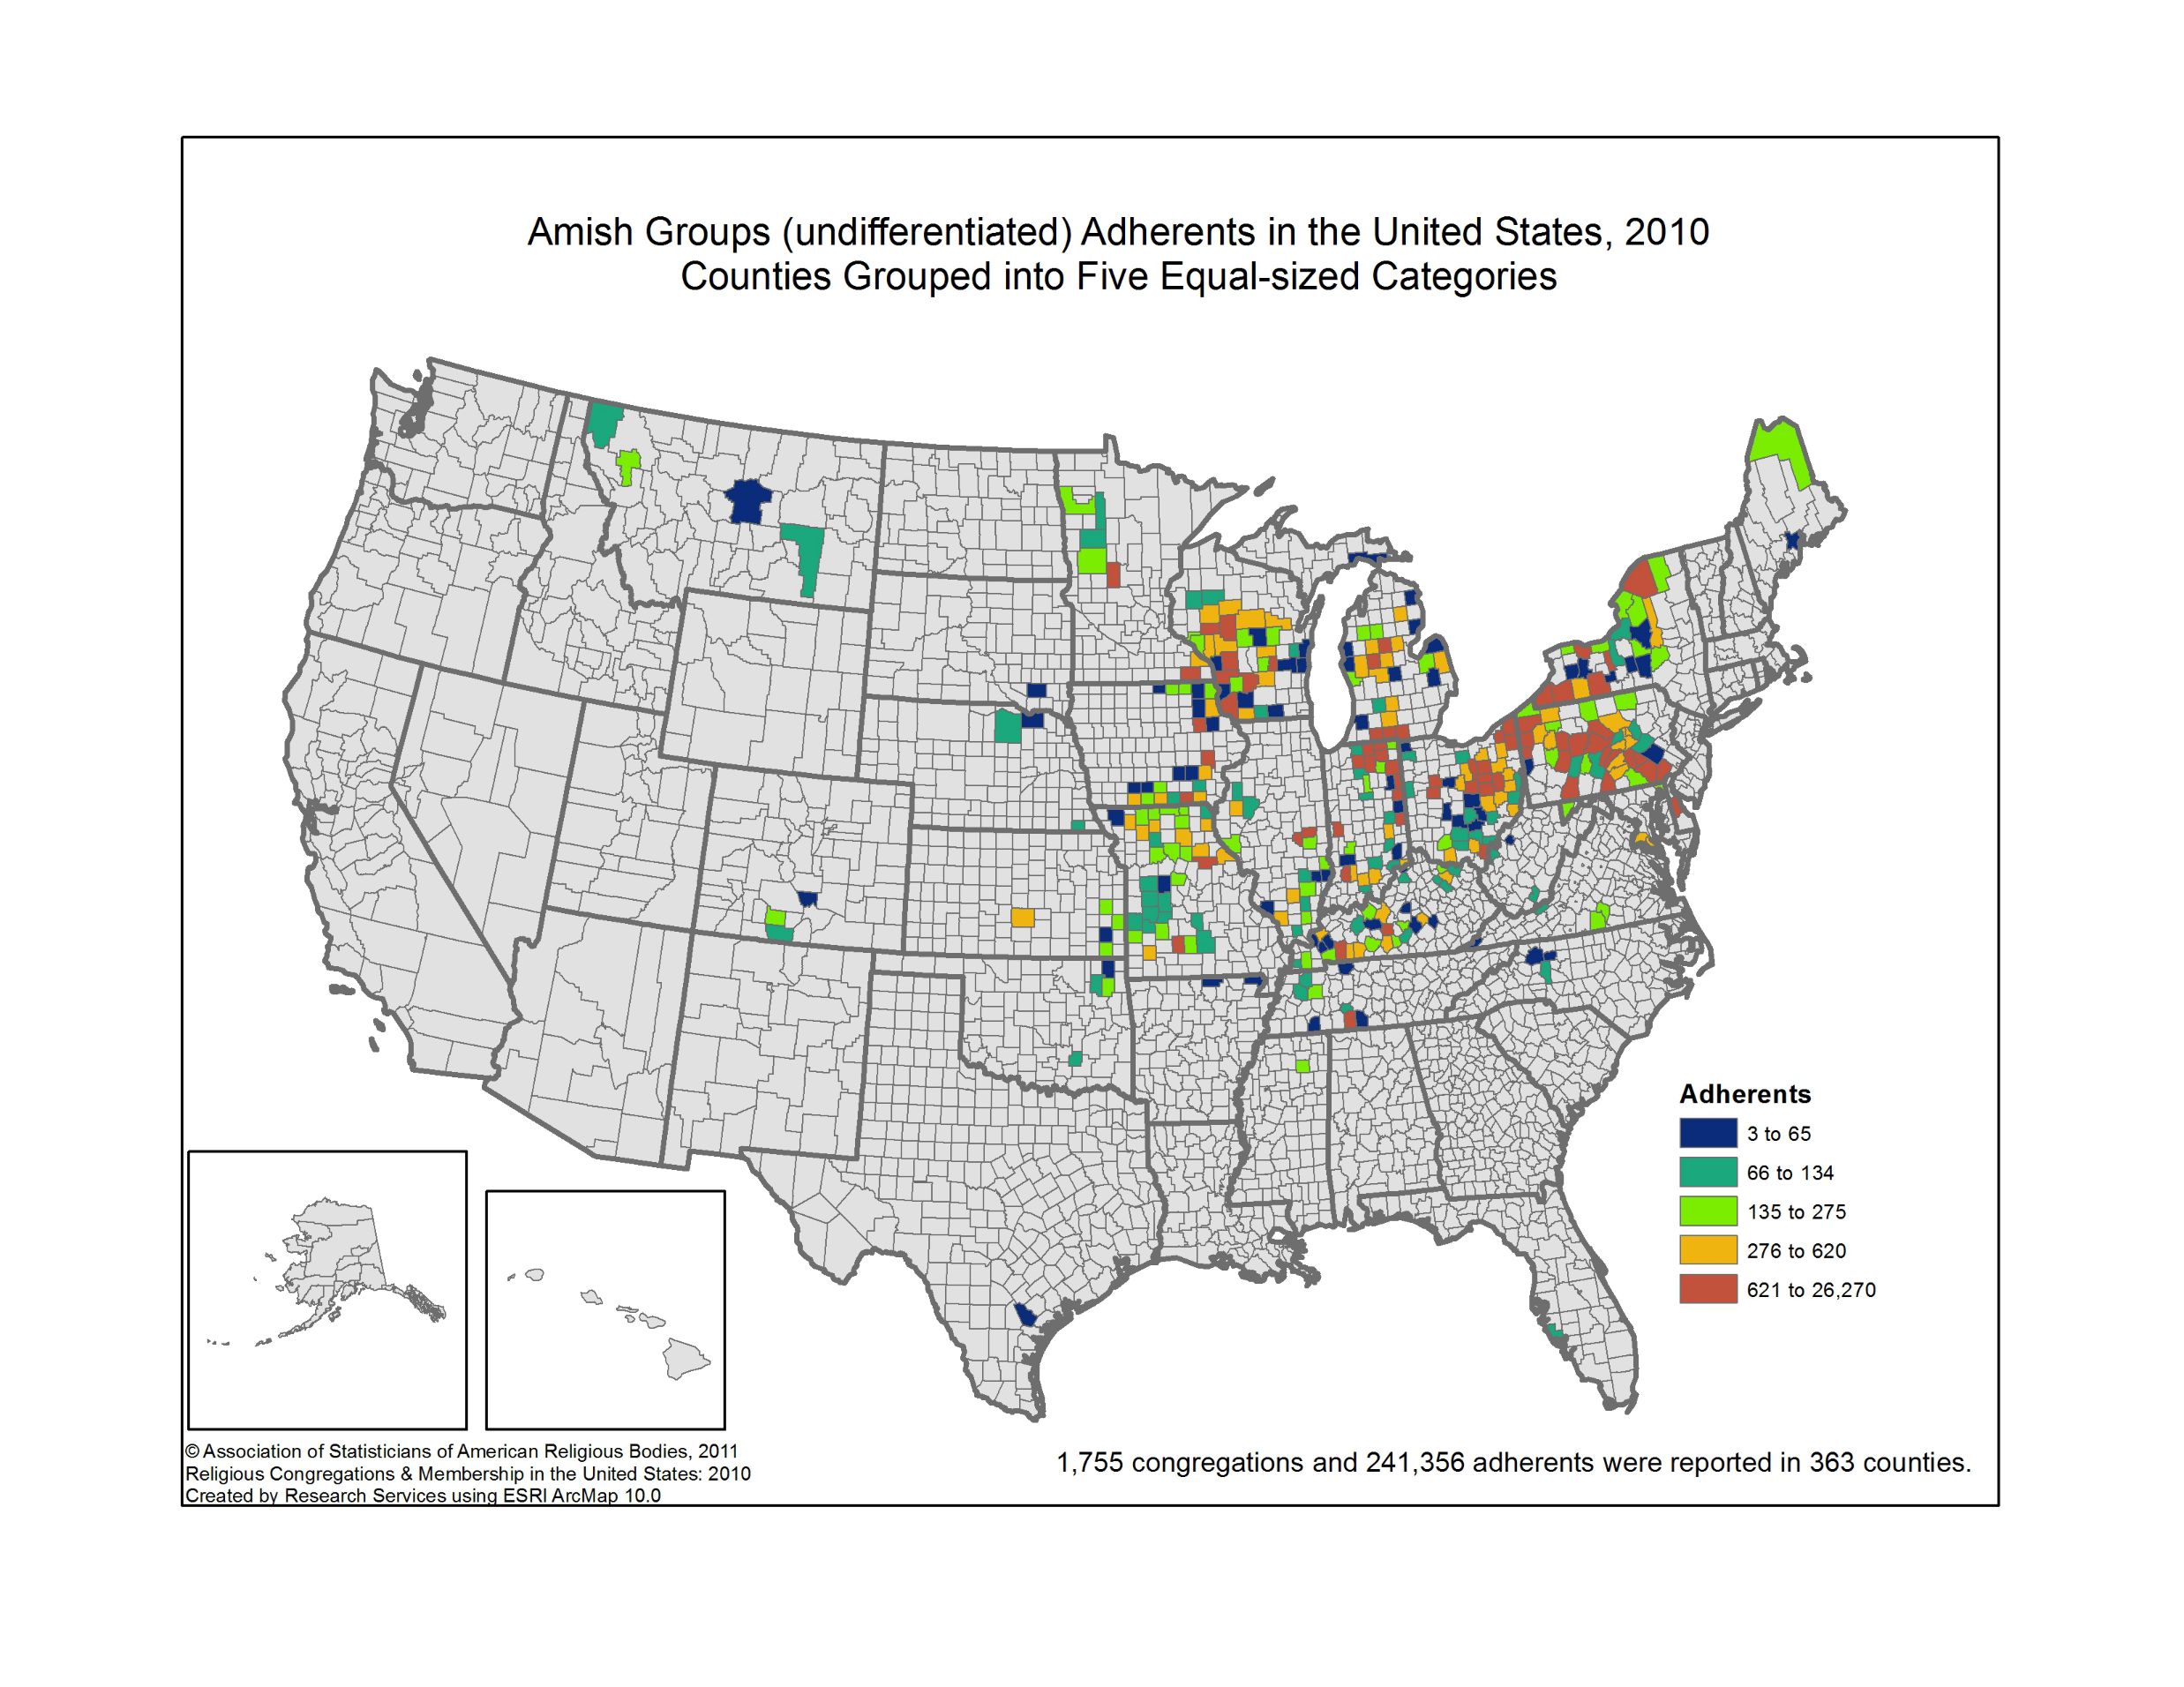 Amish Groups (undifferentiated) Adherents in the United States, 2010
Counties Grouped into Five Equal-sized Categories
Adherents
3 to 65
66 to 134
135 to 275
276 to 620
621 to 26,270
© Association of Statisticians of American Religious Bodies, 2011
Religious Congregations & Membership in the United States: 2010
Created by Research Services using ESRI ArcMap 10.0
1,755 congregations and 241,356 adherents were reported in 363 counties.